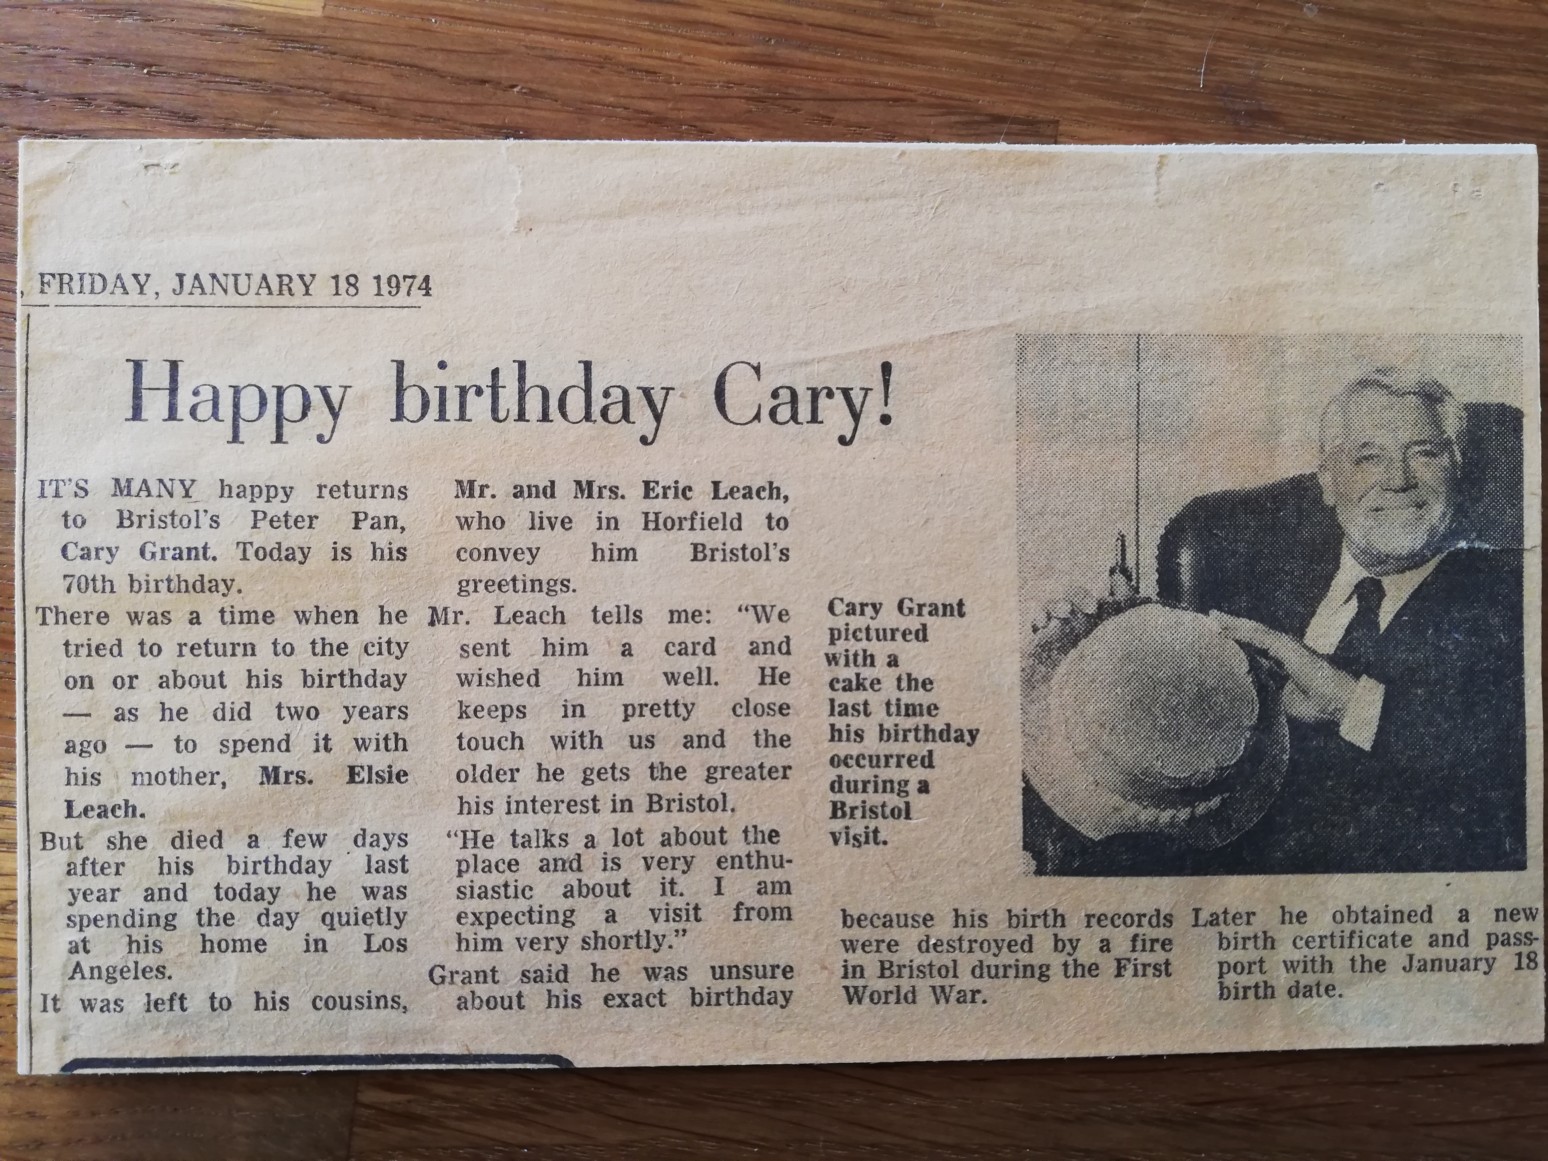 FRIDAY, JANUARY 18 1974
Happy birthday Cary!
IT'S MANY happy returns
to Bristol's Peter Pan,
Cary Grant. Today is his
70th birthday.
There was a time when he
tried to return to the city
on or about his birthday
— as he did two years
ago — to spend it with
his mother, Mrs. Elsie
Leach.
But she died a few days
after his birthday last
year and today he was
spending the day quietly
at his home in Los
Angeles.
It was left to his cousins,
Mr. and Mrs. Eric Leach,
who live in Horfield to
convey him Bristol's
greetings.
Mr. Leach tells me: "We
sent him a card and
wished him well. He
keeps in pretty close
touch with us and the
older he gets the greater
his interest in Bristol.
"He talks a lot about the
place and is very enthu-
siastic about it. I am
expecting a visit from
him very shortly."
Grant said he was unsure
about his exact birthday
because his birth records
were destroyed by a fire
in Bristol during the First
World War.
Later he obtained a new
birth certificate and pass-
port with the January 18
birth date.
Cary Grant
pictured
with a
cake the
last time
his birthday
occurred
during a
Bristol
visit.